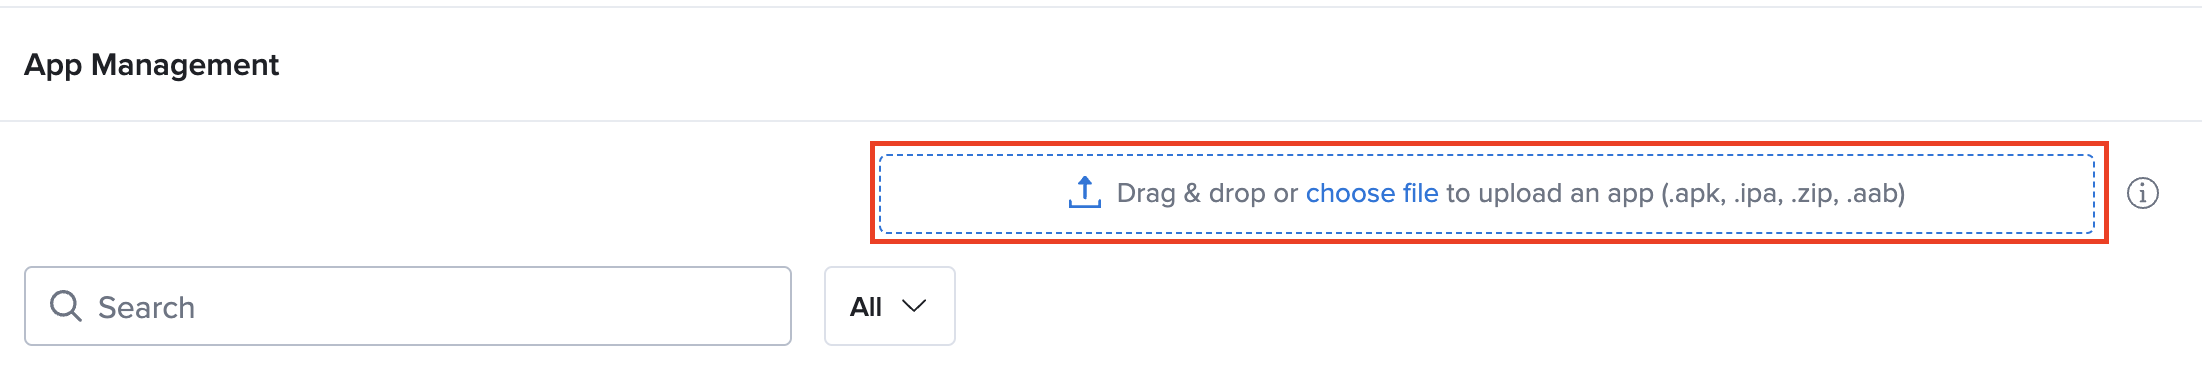 App Management
Drag & drop or choose file to upload an app (.apk, .ipa, .zip, .aab)
Search
All